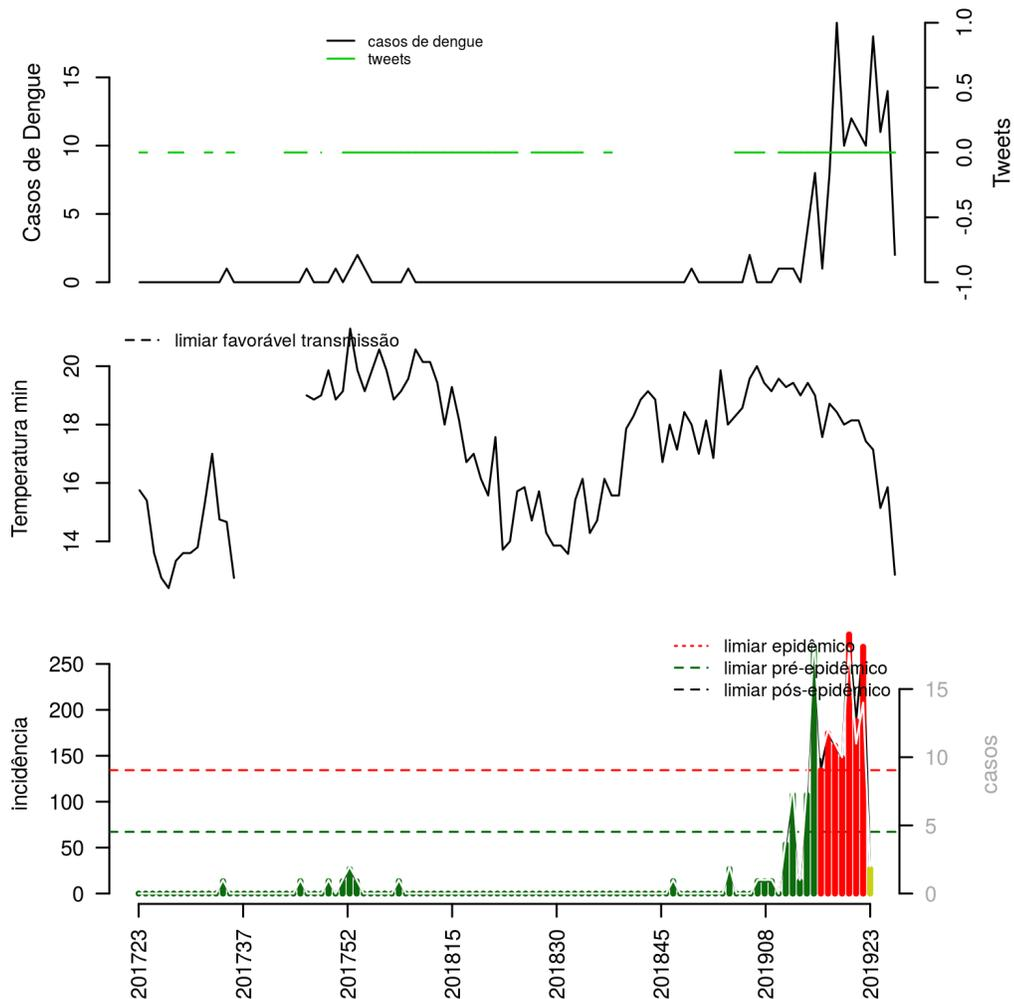 casos de dengue
tweets
Casos de Dengue
0
5
10
15
Tweets
-1.0
-0.5
0.0
0.5
1.0
limiar favorável transmissão
Temperatura min
14
16
18
20
limiar epidêmico
limiar pré-epidêmico
limiar pós-epidêmico
incidência
0
50
100
150
200
250
casos
0
5
10
15
201723
201737
201752
201815
201830
201845
201908
201923